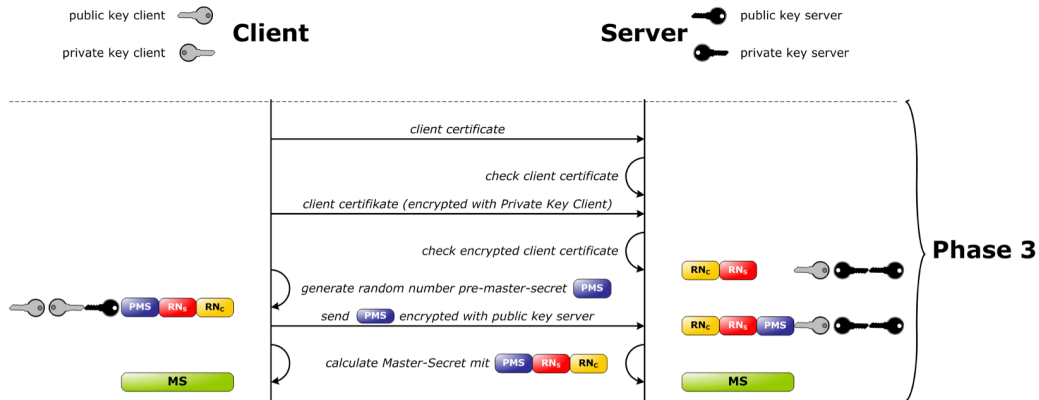 public key client
private key client
Client
Server
public key server
private key server
client certificate
check client certificate
client certifikate (encrypted with Private Key Client)
check encrypted client certificate
RNC RNS
Phase 3
generate random number pre-master-secret PMS
PMS RNS RNC
send PMS encrypted with public key server
RNC RNS PMS
calculate Master-Secret mit PMS RNS RNC
MS
MS